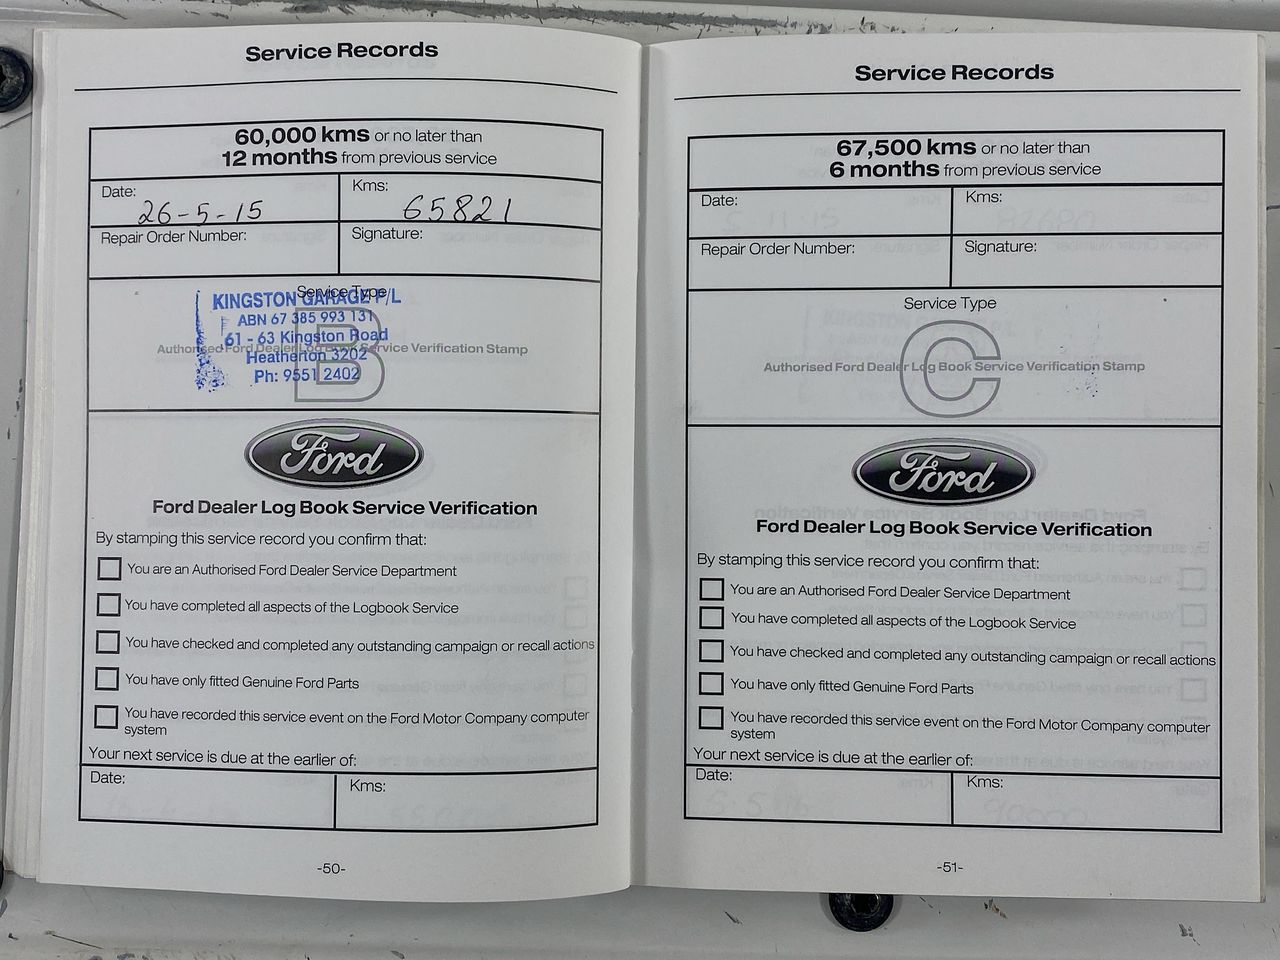 Service Records
60,000 kms or no later than
12 months from previous service
Date:
26-5-15
Kms:
65821
Repair Order Number:
Signature:
Service Type
B
Authorised Ford Dealer Log Book Service Verification Stamp
KINGSTON GARAGE P/L
ABN 67 385 993 131
61 - 63 Kingston Road
Heatherton 3202
Ph: 9551 2402
Ford
Ford Dealer Log Book Service Verification
By stamping this service record you confirm that:
You are an Authorised Ford Dealer Service Department
You have completed all aspects of the Logbook Service
You have checked and completed any outstanding campaign or recall actions
You have only fitted Genuine Ford Parts
You have recorded this service event on the Ford Motor Company computer
system
Your next service is due at the earlier of:
Date:
Kms:
-50-
Service Records
67,500 kms or no later than
6 months from previous service
Date:
Kms:
Repair Order Number:
Signature:
Service Type
C
Authorised Ford Dealer Log Book Service Verification Stamp
Ford
Ford Dealer Log Book Service Verification
By stamping this service record you confirm that:
You are an Authorised Ford Dealer Service Department
You have completed all aspects of the Logbook Service
You have checked and completed any outstanding campaign or recall actions
You have only fitted Genuine Ford Parts
You have recorded this service event on the Ford Motor Company computer
system
Your next service is due at the earlier of:
Date:
Kms:
-51-